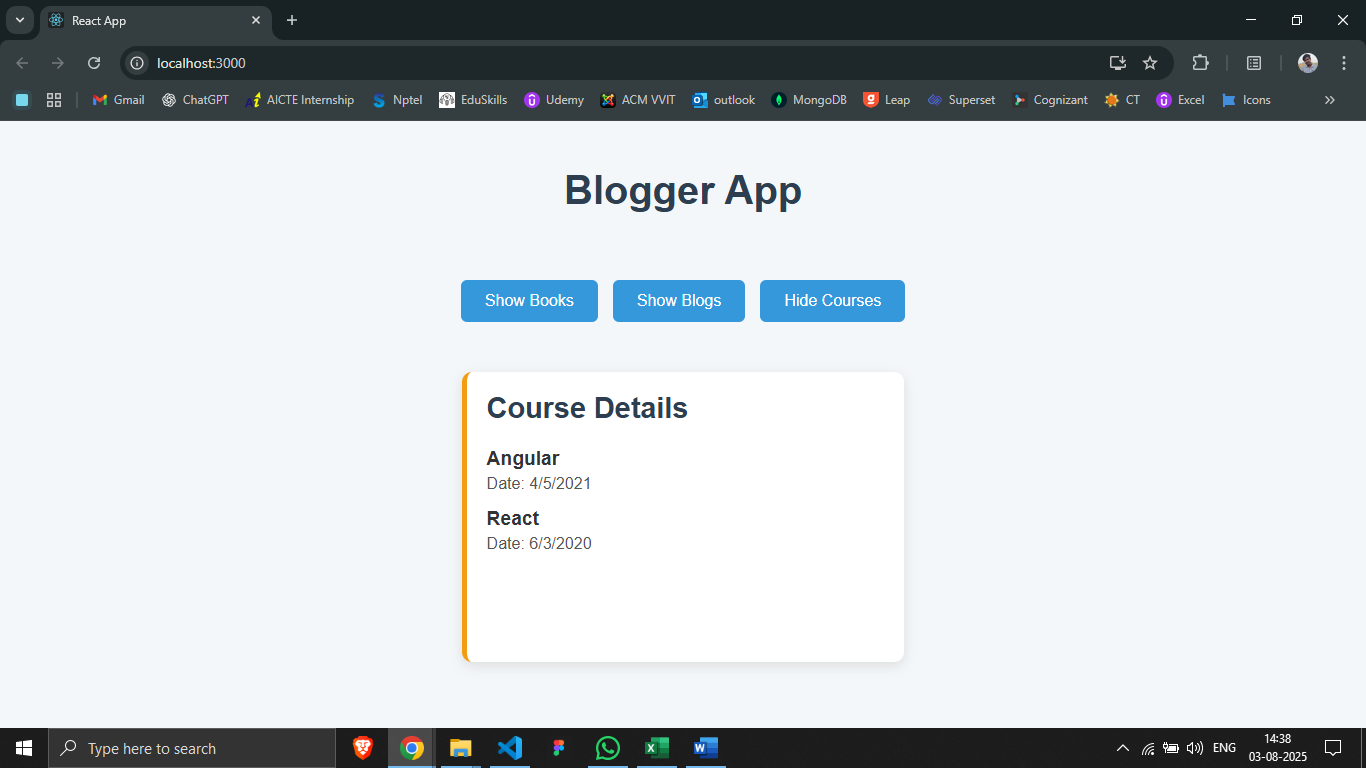 React App
localhost:3000
Gmail ChatGPT AICTE Internship Nptel EduSkills Udemy ACM VVIT outlook MongoDB Leap Superset Cognizant CT Excel Icons
Blogger App
Show Books Show Blogs Hide Courses
Course Details
Angular
Date: 4/5/2021
React
Date: 6/3/2020
Type here to search
ENG
14:38
03-08-2025